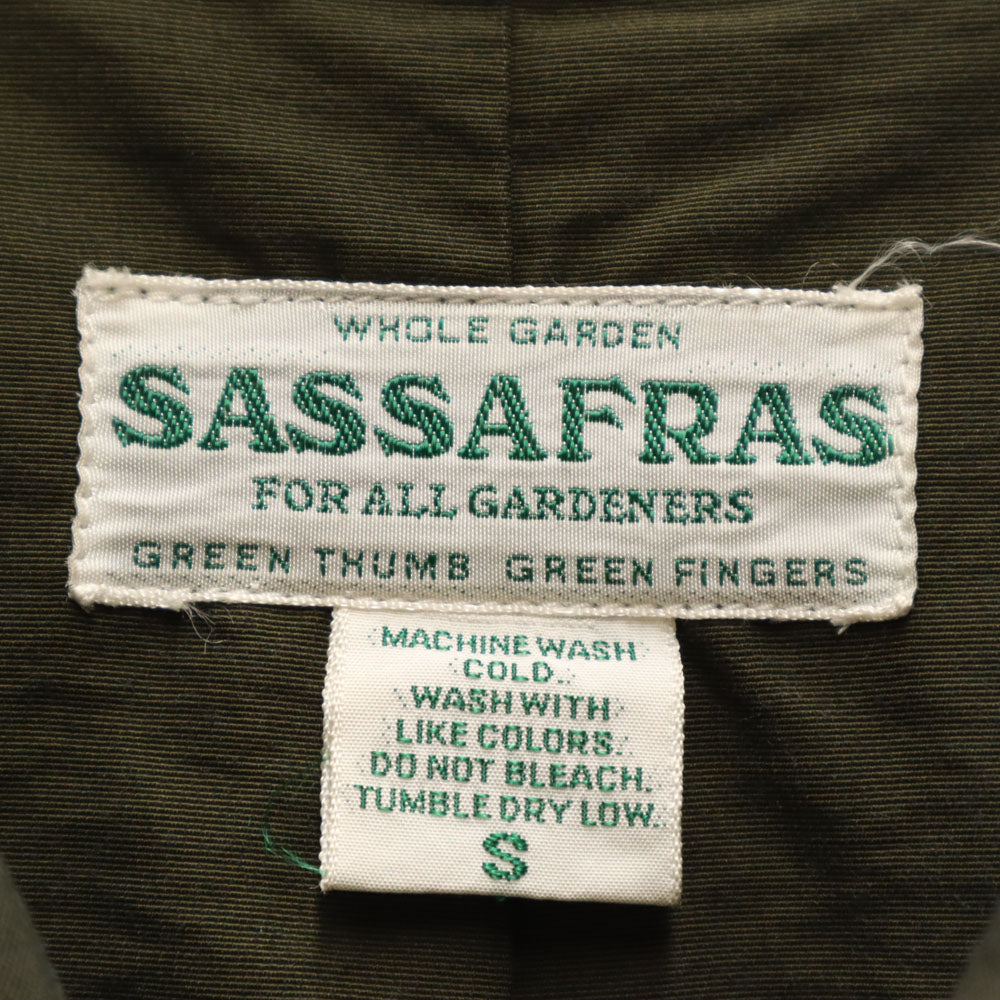 WHOLE GARDEN
SASSAFRAS
FOR ALL GARDENERS
GREEN THUMB GREEN FINGERS
MACHINE WASH
COLD.
WASH WITH
LIKE COLORS.
DO NOT BLEACH.
TUMBLE DRY LOW.
S